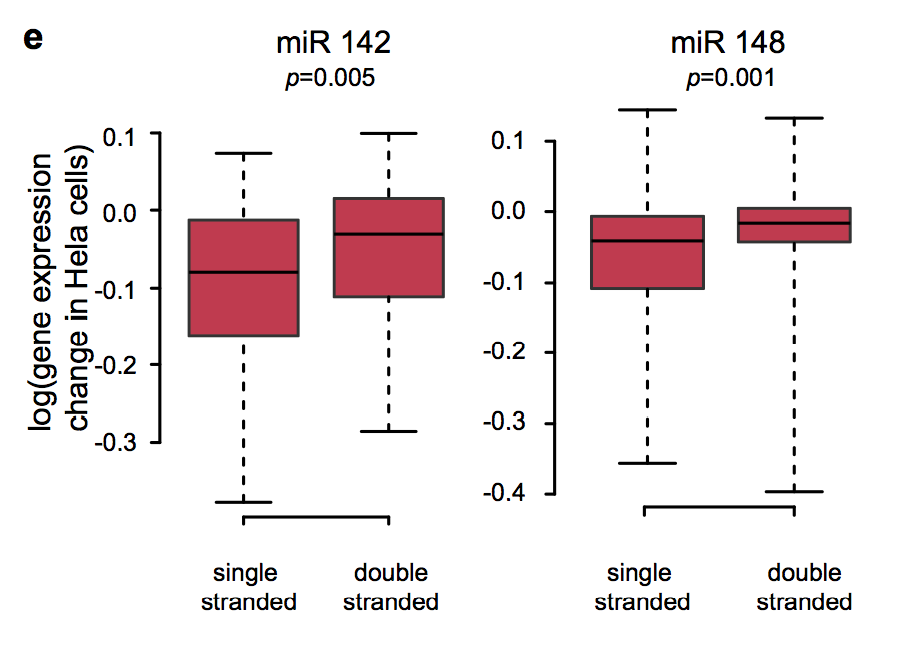 e
miR 142
p=0.005
log(gene expression
change in Hela cells)
0.1
0.0
-0.1
-0.2
-0.3
single
stranded
double
stranded
miR 148
p=0.001
0.1
0.0
-0.1
-0.2
-0.3
-0.4
single
stranded
double
stranded